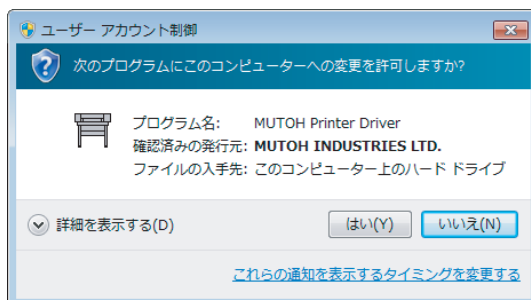 ユーザー アカウント制御
次のプログラムにこのコンピューターへの変更を許可しますか?
プログラム名: MUTOH Printer Driver
確認済みの発行元: MUTOH INDUSTRIES LTD.
ファイルの入手先: このコンピューター上のハード ドライブ
詳細を表示する(D)
はい(Y)
いいえ(N)
これらの通知を表示するタイミングを変更する